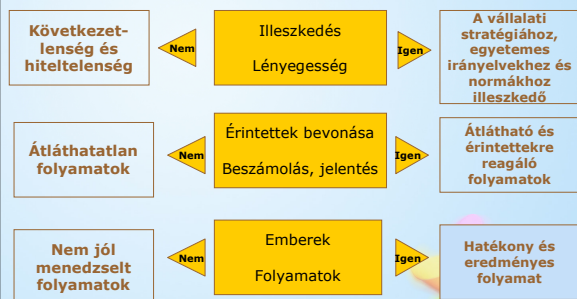 Következet-
lenség és
hiteltelenség
Nem
Illeszkedés
Lényegesség
Igen
A vállalati
stratégiához,
egyetemes
irányelvekhez és
normákhoz
illeszkedő
Átláthatatlan
folyamatok
Nem
Érintettek bevonása
Beszámolás, jelentés
Igen
Átlátható és
érintettekre
reagáló
folyamatok
Nem jól
menedzselt
folyamatok
Nem
Emberek
Folyamatok
Igen
Hatékony és
eredményes
folyamat